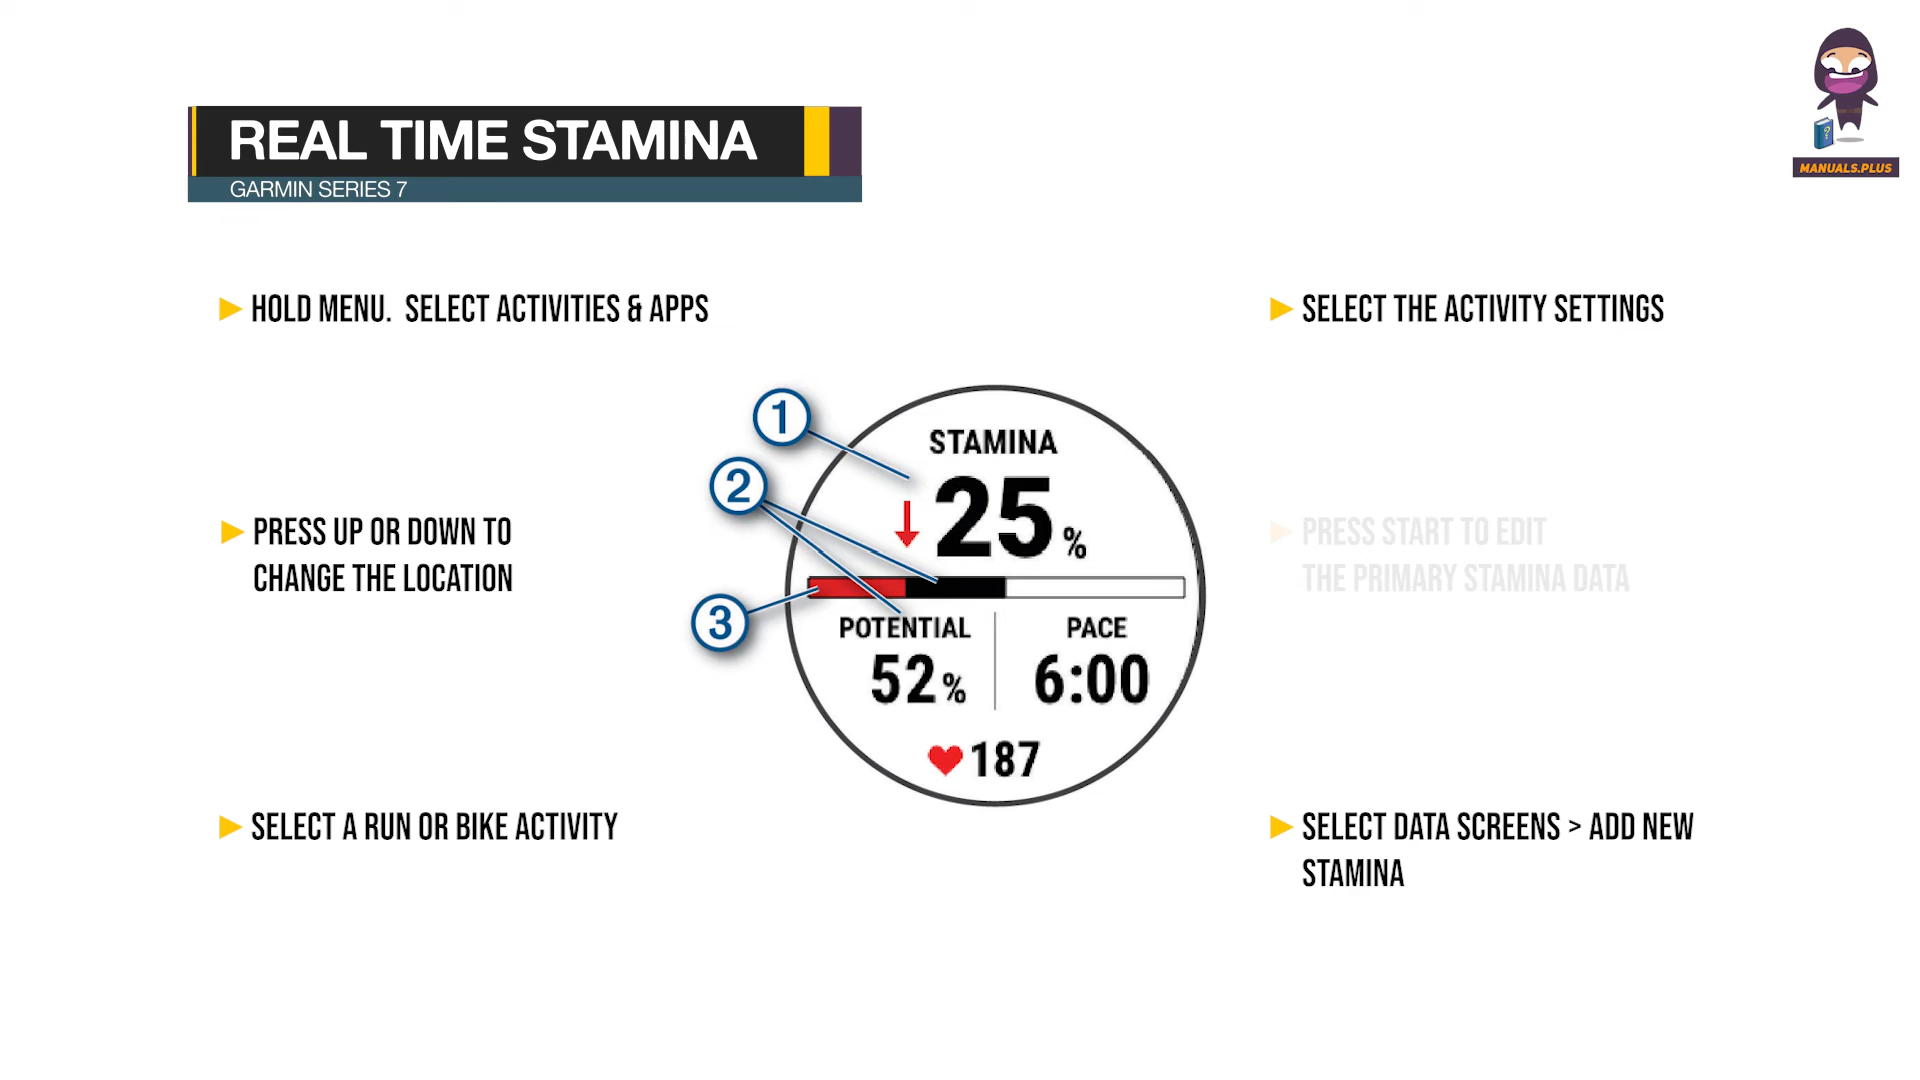 REAL TIME STAMINA
GARMIN SERIES 7
MANUALS.PLUS
HOLD MENU. SELECT ACTIVITIES & APPS
SELECT THE ACTIVITY SETTINGS
PRESS UP OR DOWN TO
CHANGE THE LOCATION
PRESS START TO EDIT
THE PRIMARY STAMINA DATA
SELECT A RUN OR BIKE ACTIVITY
SELECT DATA SCREENS > ADD NEW
STAMINA
1
2
3
STAMINA
25 %
POTENTIAL
52 %
PACE
6:00
187
?